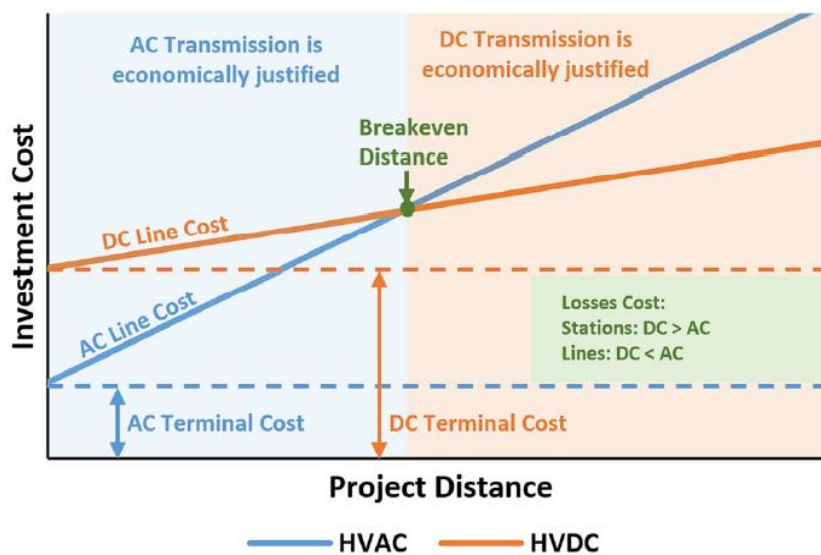 AC Transmission is
economically justified
DC Transmission is
economically justified
Breakeven
Distance
DC Line Cost
AC Line Cost
Losses Cost:
Stations: DC > AC
Lines: DC < AC
AC Terminal Cost
DC Terminal Cost
Investment Cost
Project Distance
HVAC
HVDC